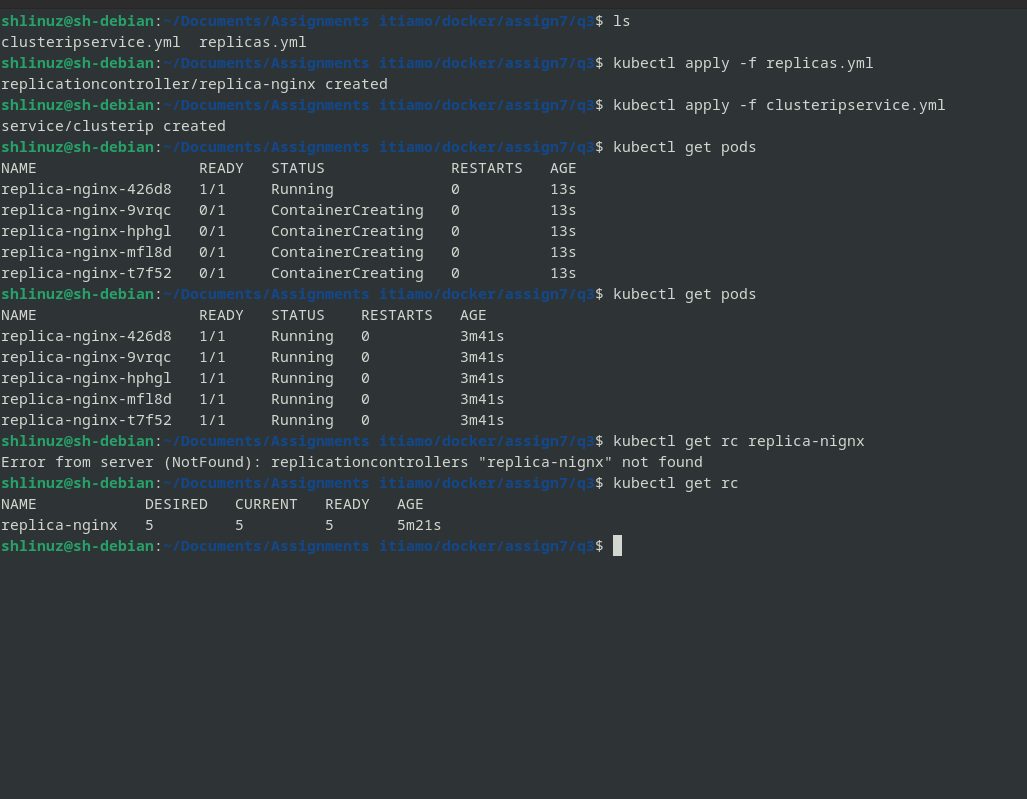 shlinuz@sh-debian:~/Documents/Assignments itiamo/docker/assign7/q3$ ls
clusteripservice.yml  replicas.yml
shlinuz@sh-debian:~/Documents/Assignments itiamo/docker/assign7/q3$ kubectl apply -f replicas.yml
replicationcontroller/replica-nginx created
shlinuz@sh-debian:~/Documents/Assignments itiamo/docker/assign7/q3$ kubectl apply -f clusteripservice.yml
service/clusterip created
shlinuz@sh-debian:~/Documents/Assignments itiamo/docker/assign7/q3$ kubectl get pods
NAME                  READY   STATUS              RESTARTS   AGE
replica-nginx-426d8   1/1     Running             0          13s
replica-nginx-9vrqc   0/1     ContainerCreating   0          13s
replica-nginx-hphgl   0/1     ContainerCreating   0          13s
replica-nginx-mfl8d   0/1     ContainerCreating   0          13s
replica-nginx-t7f52   0/1     ContainerCreating   0          13s
shlinuz@sh-debian:~/Documents/Assignments itiamo/docker/assign7/q3$ kubectl get pods
NAME                  READY   STATUS    RESTARTS   AGE
replica-nginx-426d8   1/1     Running   0          3m41s
replica-nginx-9vrqc   1/1     Running   0          3m41s
replica-nginx-hphgl   1/1     Running   0          3m41s
replica-nginx-mfl8d   1/1     Running   0          3m41s
replica-nginx-t7f52   1/1     Running   0          3m41s
shlinuz@sh-debian:~/Documents/Assignments itiamo/docker/assign7/q3$ kubectl get rc replica-nignx
Error from server (NotFound): replicationcontrollers "replica-nignx" not found
shlinuz@sh-debian:~/Documents/Assignments itiamo/docker/assign7/q3$ kubectl get rc
NAME            DESIRED   CURRENT   READY   AGE
replica-nginx   5         5         5       5m21s
shlinuz@sh-debian:~/Documents/Assignments itiamo/docker/assign7/q3$